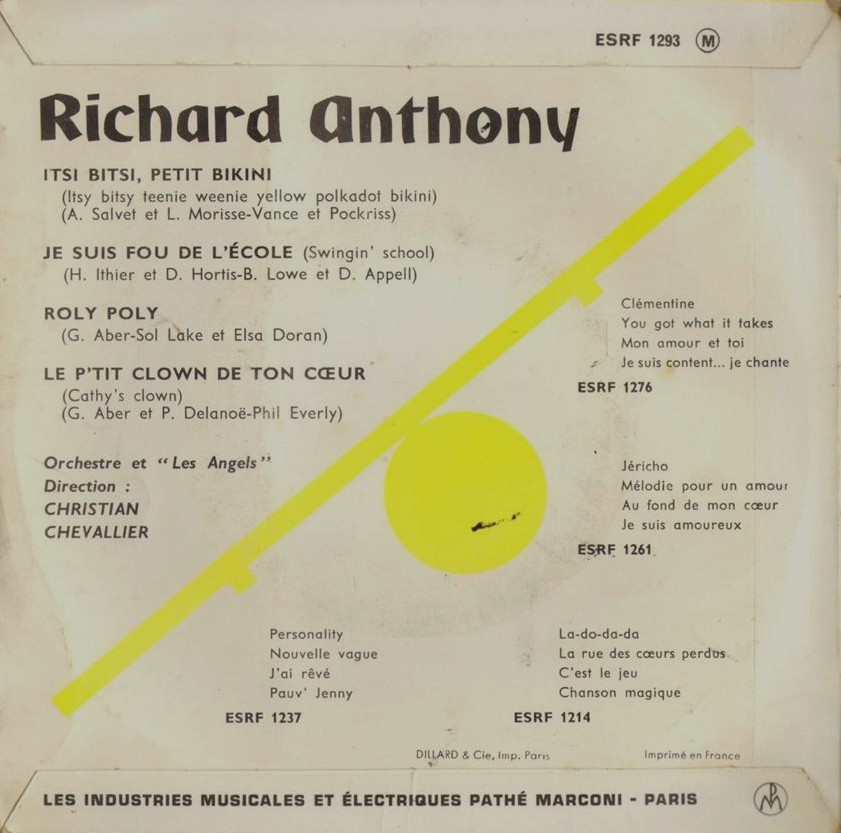 ESRF 1293 M
Richard Anthony
ITSI BITSI, PETIT BIKINI
(Itsy bitsy teenie weenie yellow polkadot bikini)
(A. Salvet et L. Morisse-Vance et Pockriss)
JE SUIS FOU DE L'ÉCOLE (Swingin' school)
(H. Ithier et D. Hortis-B. Lowe et D. Appell)
ROLY POLY
(G. Aber-Sol Lake et Elsa Doran)
LE P'TIT CLOWN DE TON CŒUR
(Cathy's clown)
(G. Aber et P. Delanoë-Phil Everly)
Orchestre et “Les Angels”
Direction :
CHRISTIAN
CHEVALLIER
Clémentine
You got what it takes
Mon amour et toi
Je suis content... je chante
ESRF 1276
Jéricho
Mélodie pour un amour
Au fond de mon cœur
Je suis amoureux
ESRF 1261
Personality
Nouvelle vague
J'ai rêvé
Pauv' Jenny
ESRF 1237
La-do-da-da
La rue des cœurs perdus
C'est le jeu
Chanson magique
ESRF 1214
DILLARD & Cie, Imp. Paris
Imprimé en France
LES INDUSTRIES MUSICALES ET ÉLECTRIQUES PATHÉ MARCONI - PARIS